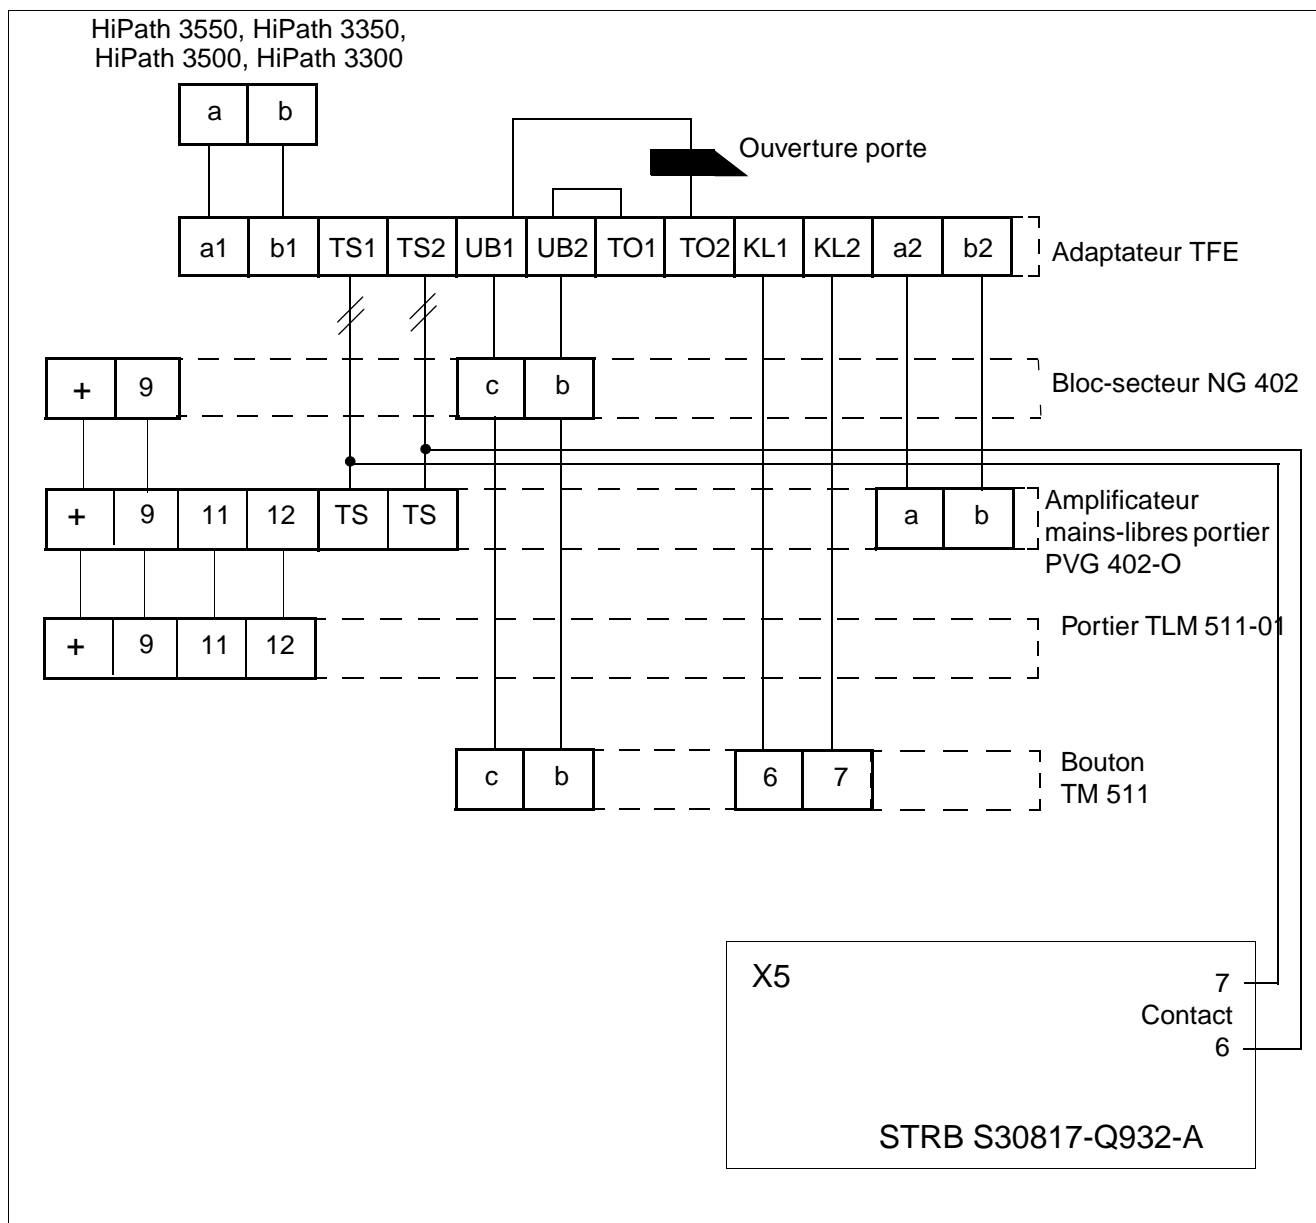 HiPath 3550, HiPath 3350,
HiPath 3500, HiPath 3300
a b
Ouverture porte
a1 b1 TS1 TS2 UB1 UB2 TO1 TO2 KL1 KL2 a2 b2
Adaptateur TFE
+ 9 c b
Bloc-secteur NG 402
+ 9 11 12 TS TS a b
Amplificateur
mains-libres portier
PVG 402-O
+ 9 11 12
Portier TLM 511-01
c b 6 7
Bouton
TM 511
X5
7
Contact
6
STRB S30817-Q932-A